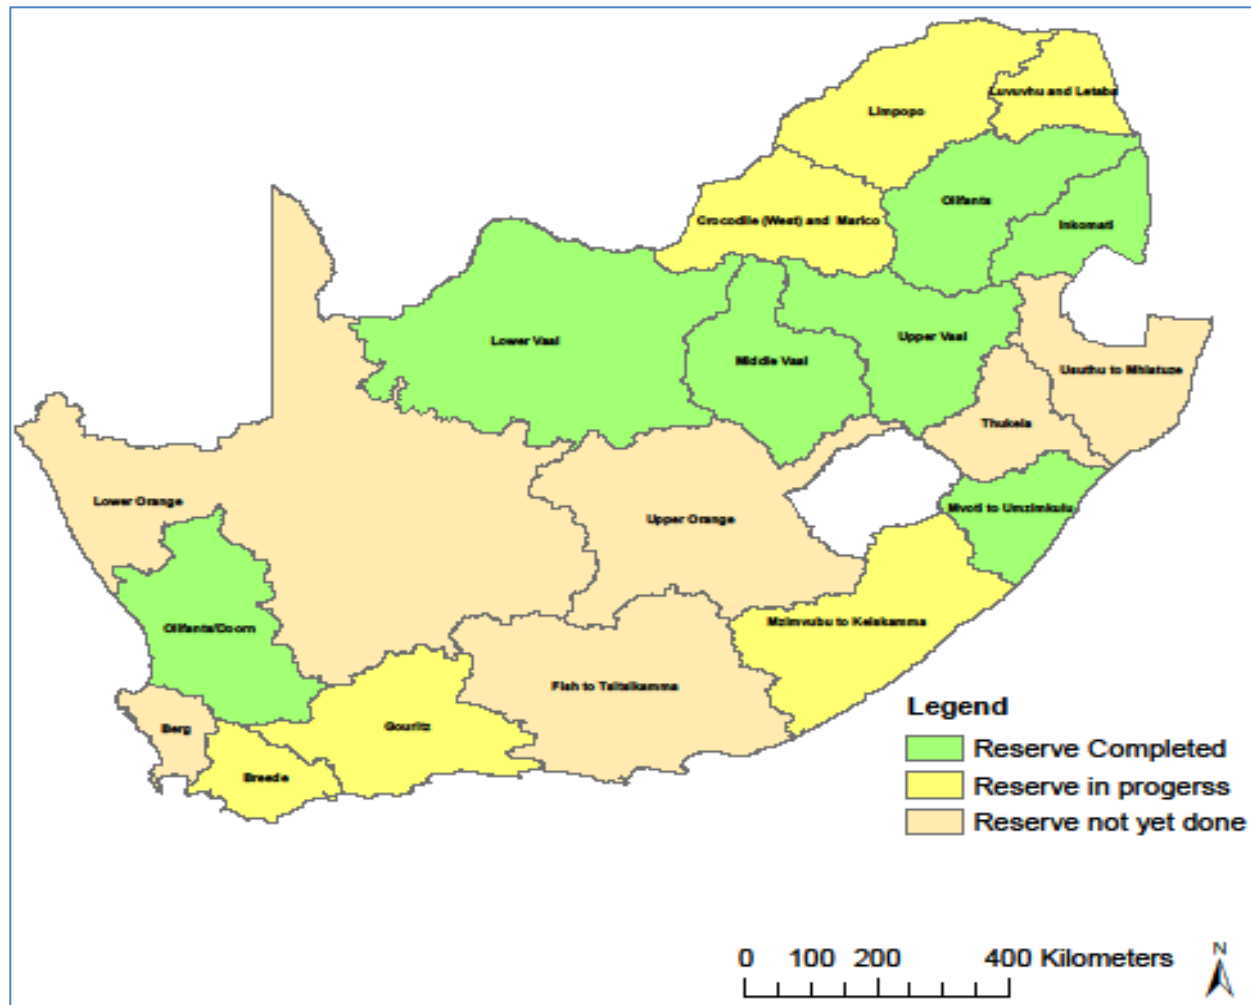 Limpopo
Luvuvhu and Letaba
Olifants
Inkomati
Crocodile (West) and Marico
Lower Vaal
Middle Vaal
Upper Vaal
Usuthu to Mhlatuze
Thukela
Lower Orange
Upper Orange
Mvoti to Umzimkulu
Olifants/Doorn
Mzimvubu to Keiskamma
Fish to Tsitsikamma
Berg
Gouritz
Breede
Legend
Reserve Completed
Reserve in progerss
Reserve not yet done
0 100 200 400 Kilometers
N